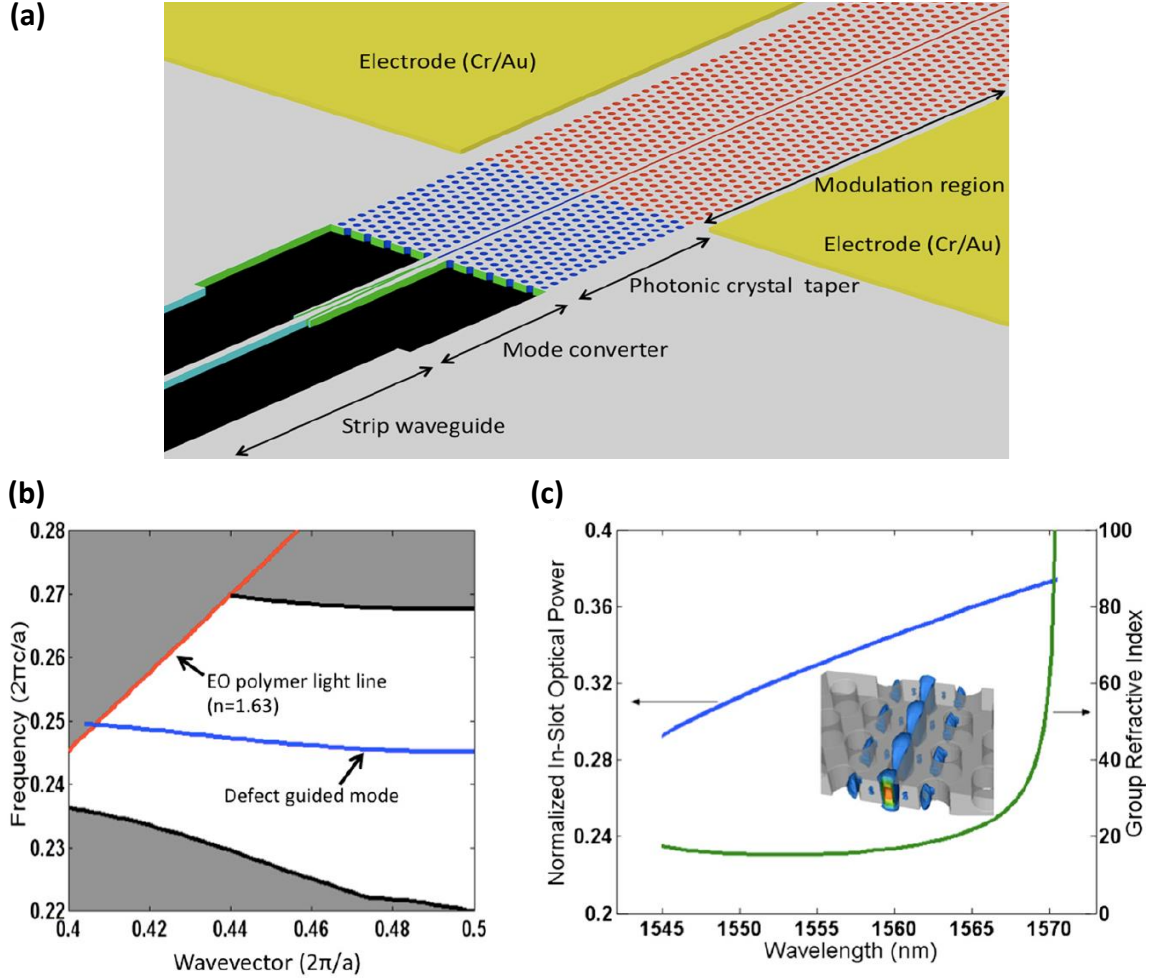 (a)
Electrode (Cr/Au)
Modulation region
Electrode (Cr/Au)
Photonic crystal taper
Mode converter
Strip waveguide
(b)
0.28
0.27
0.26
0.25
0.24
0.23
0.22
Frequency (2πc/a)
EO polymer light line
(n=1.63)
Defect guided mode
0.4
0.42
0.44
0.46
0.48
0.5
Wavevector (2π/a)
(c)
0.4
0.36
0.32
0.28
0.24
0.2
Normalized In-Slot Optical Power
100
80
60
40
20
0
Group Refractive Index
1545
1550
1555
1560
1565
1570
Wavelength (nm)